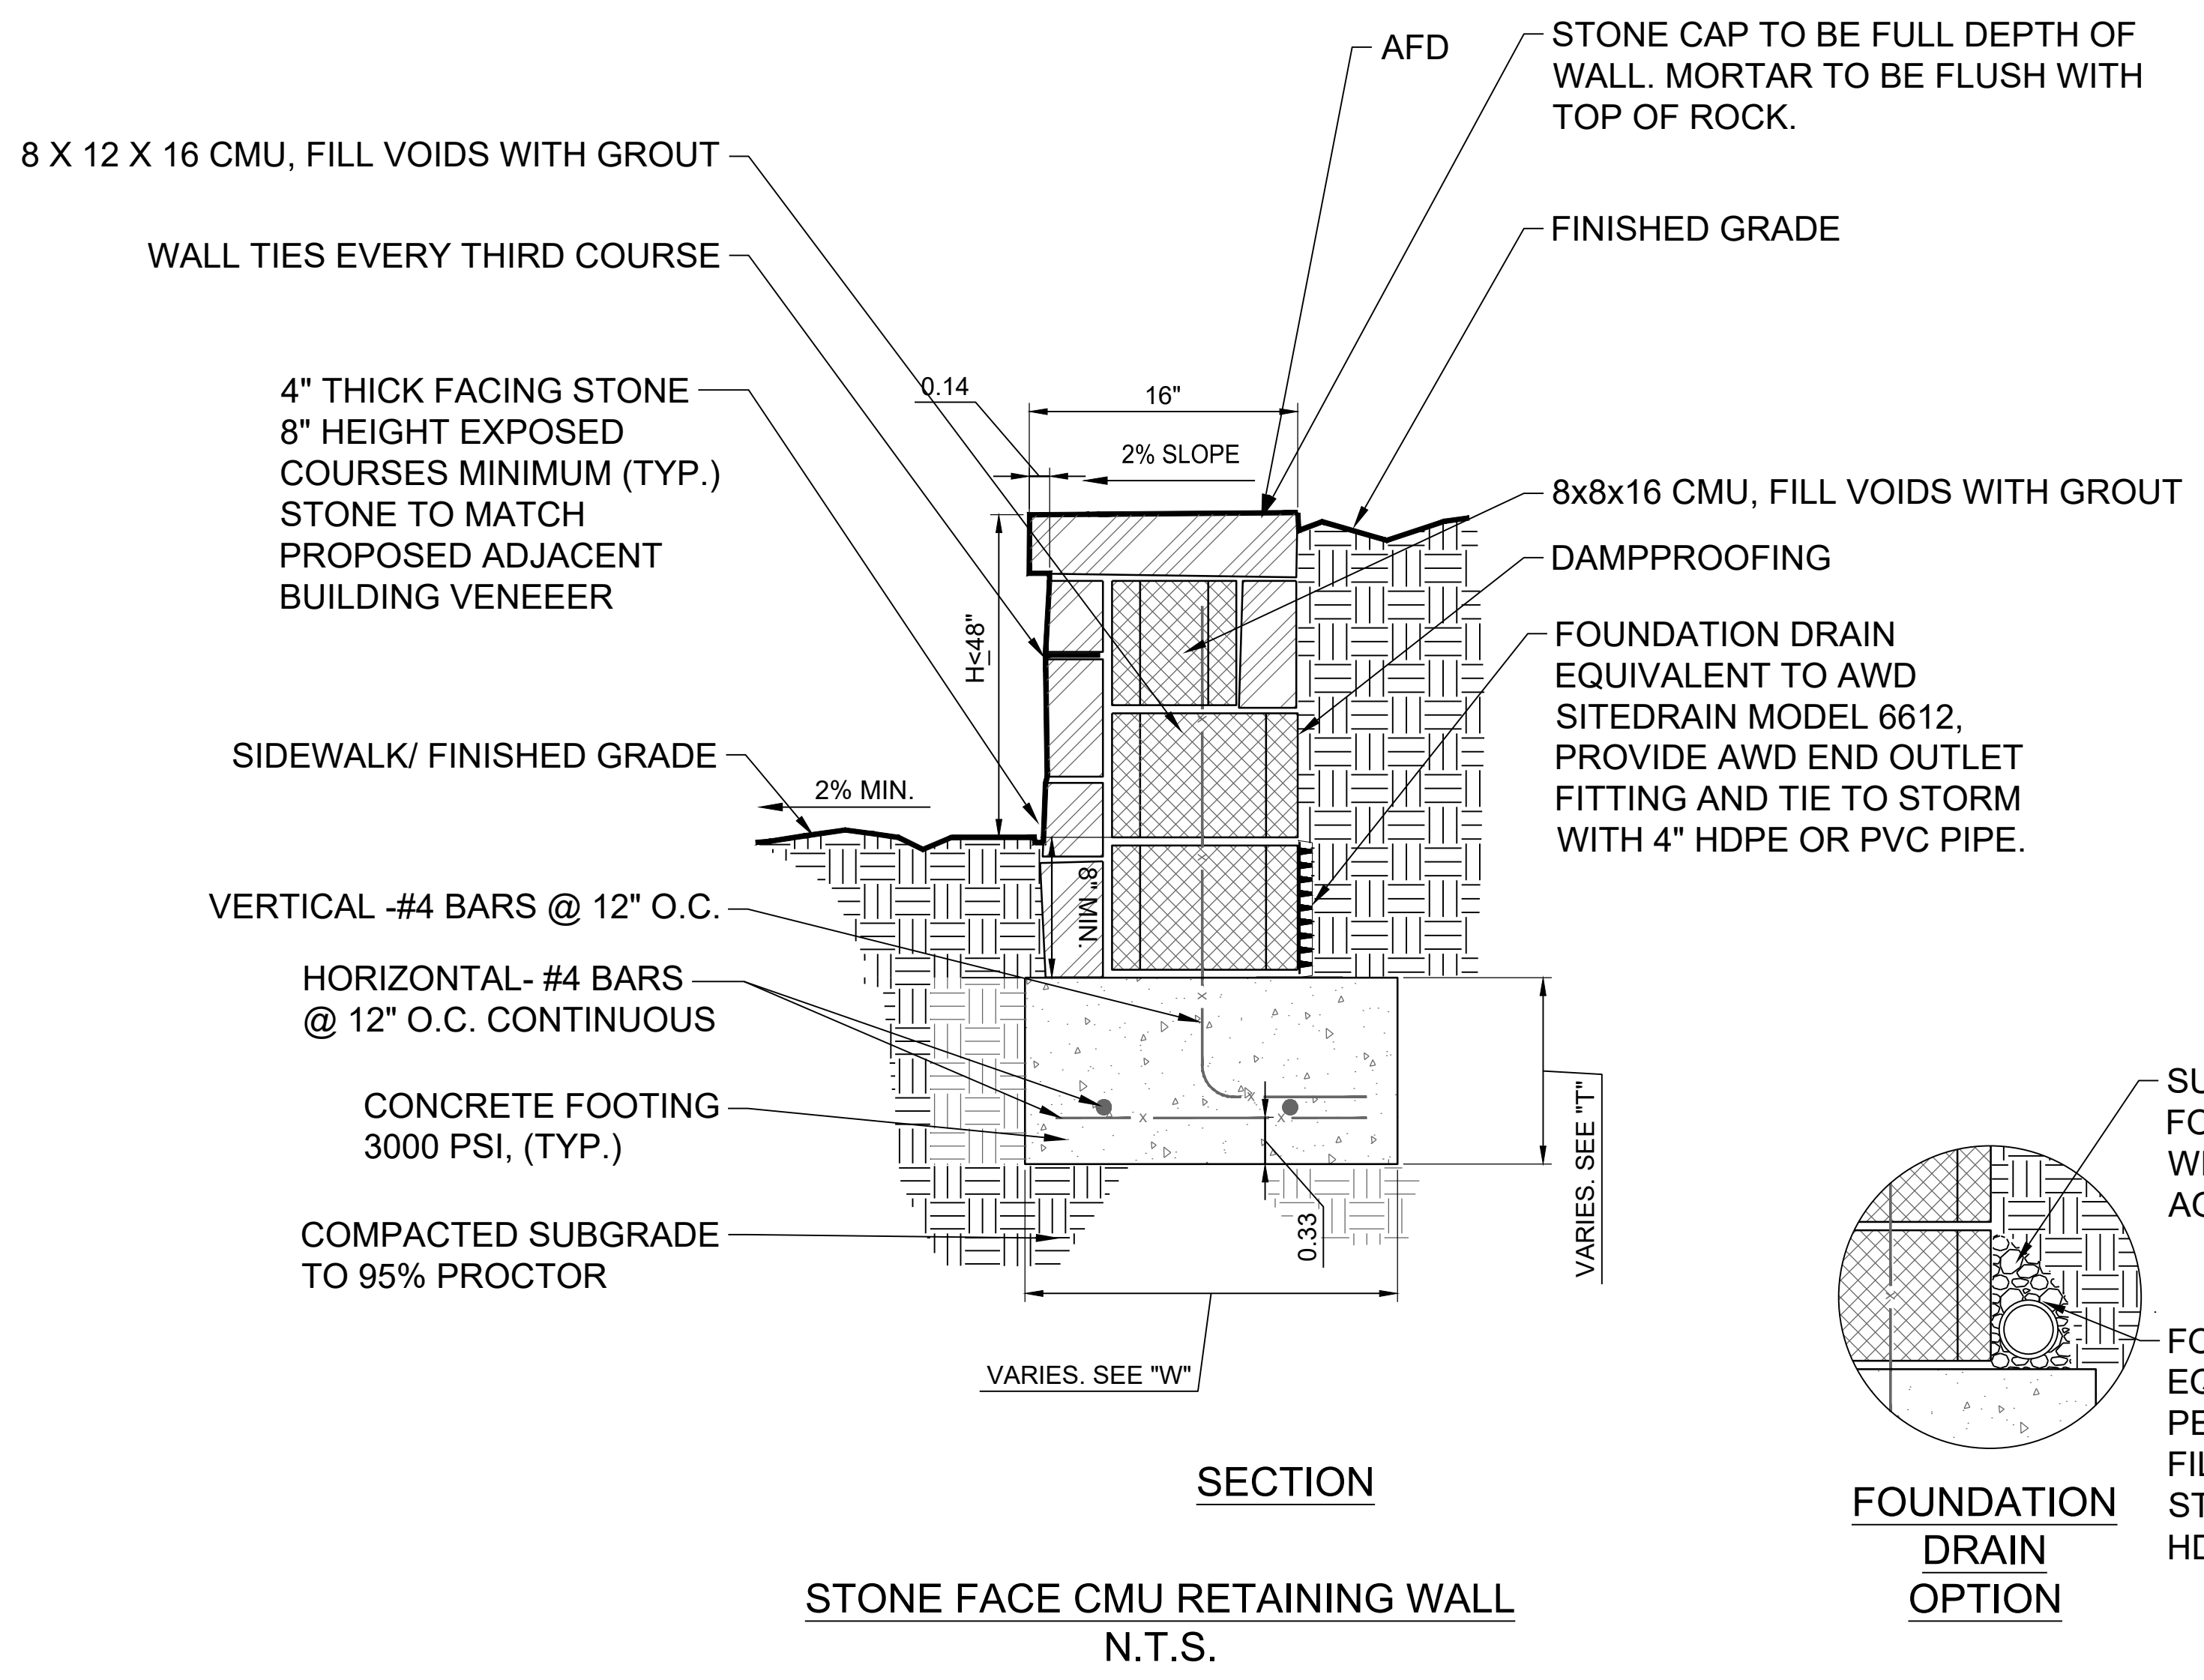 AFD
STONE CAP TO BE FULL DEPTH OF
WALL. MORTAR TO BE FLUSH WITH
TOP OF ROCK.
8 X 12 X 16 CMU, FILL VOIDS WITH GROUT
WALL TIES EVERY THIRD COURSE
FINISHED GRADE
4" THICK FACING STONE
8" HEIGHT EXPOSED
COURSES MINIMUM (TYP.)
STONE TO MATCH
PROPOSED ADJACENT
BUILDING VENEEER
0.14
16"
2% SLOPE
8x8x16 CMU, FILL VOIDS WITH GROUT
DAMPPROOFING
H≤48"
FOUNDATION DRAIN
EQUIVALENT TO AWD
SITEDRAIN MODEL 6612,
PROVIDE AWD END OUTLET
FITTING AND TIE TO STORM
WITH 4" HDPE OR PVC PIPE.
SIDEWALK/ FINISHED GRADE
2% MIN.
8" MIN.
VERTICAL -#4 BARS @ 12" O.C.
HORIZONTAL- #4 BARS
@ 12" O.C. CONTINUOUS
CONCRETE FOOTING
3000 PSI, (TYP.)
COMPACTED SUBGRADE
TO 95% PROCTOR
0.33
VARIES. SEE "T"
VARIES. SEE "W"
SECTION
STONE FACE CMU RETAINING WALL
N.T.S.
FOUNDATION
DRAIN
OPTION